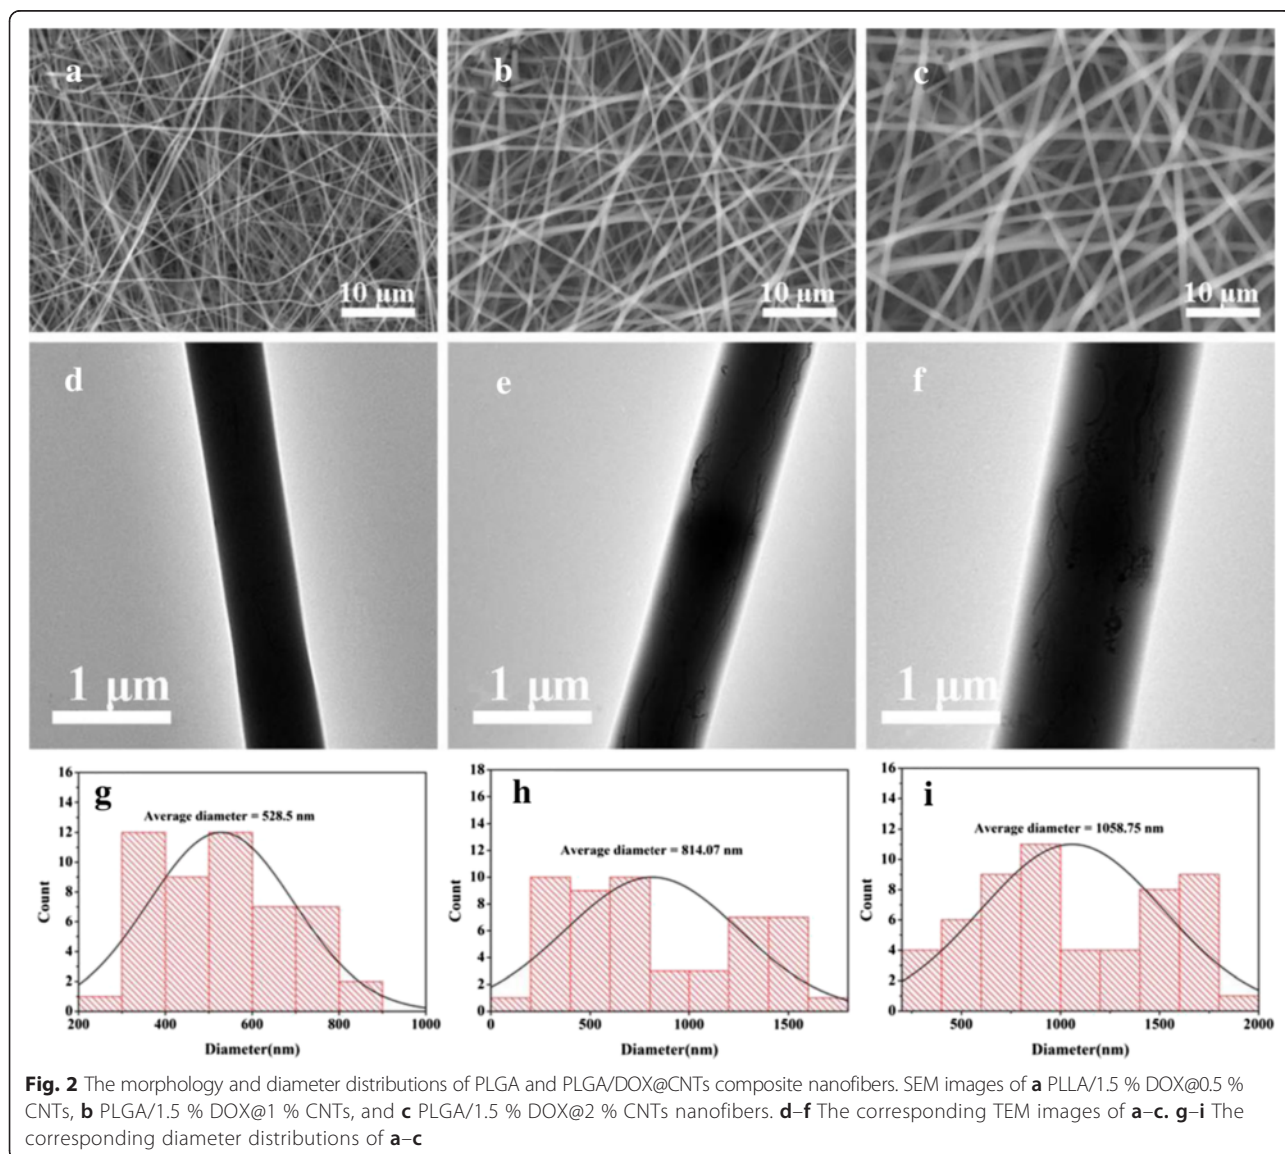 a
b
c
10 µm
10 µm
10 µm
d
e
f
1 µm
1 µm
1 µm
g
Average diameter = 528.5 nm
Count
16
14
12
10
8
6
4
2
0
200
400
600
800
1000
Diameter(nm)
h
Average diameter = 814.07 nm
Count
18
16
14
12
10
8
6
4
2
0
0
500
1000
1500
Diameter(nm)
i
Average diameter = 1058.75 nm
Count
16
14
12
10
8
6
4
2
0
500
1000
1500
2000
Diameter(nm)
Fig. 2 The morphology and diameter distributions of PLGA and PLGA/DOX@CNTs composite nanofibers. SEM images of a PLLA/1.5 % DOX@0.5 %
CNTs, b PLGA/1.5 % DOX@1 % CNTs, and c PLGA/1.5 % DOX@2 % CNTs nanofibers. d–f The corresponding TEM images of a–c. g–i The
corresponding diameter distributions of a–c